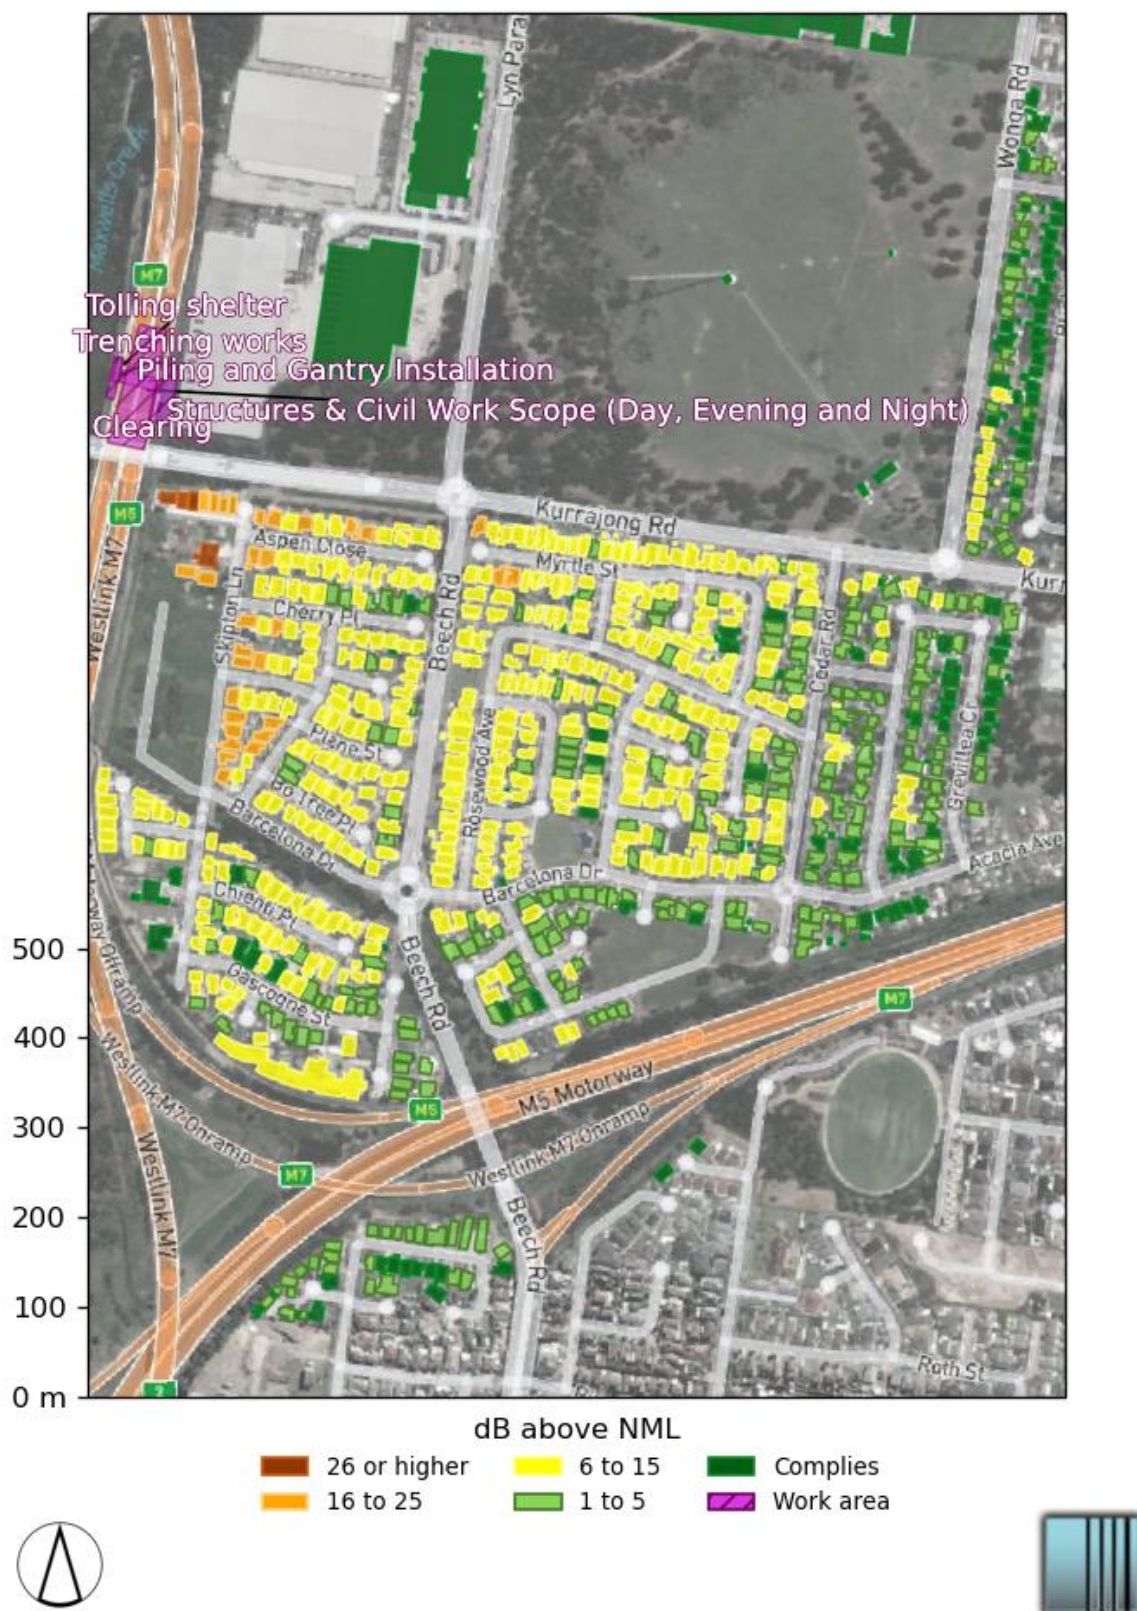 Lyn Para
Wonga Rd
Maxwells Creek
M7
Tolling shelter
Trenching works
Piling and Gantry Installation
Structures & Civil Work Scope (Day, Evening and Night)
Clearing
Kurrajong Rd
M5
Aspen Close
Myrtle St
Kurr
Westlink M7
Skipton Ln
Cherry Pl
Beech Rd
Cedar Rd
Plane St
Rosewood Ave
Grevillea Cr
Bo Tree Pl
Barcelona Dr
Acacia Ave
Barcelona Dr
Chienti Pl
500
Beech Rd
Gascogne St
M7
400
Westlink M7 Onramp
M5 Motorway
M5
300
Westlink M7 Onramp
M7
Westlink M7
200
Beech Rd
100
Roth St
2
0 m
dB above NML
26 or higher
6 to 15
Complies
16 to 25
1 to 5
Work area